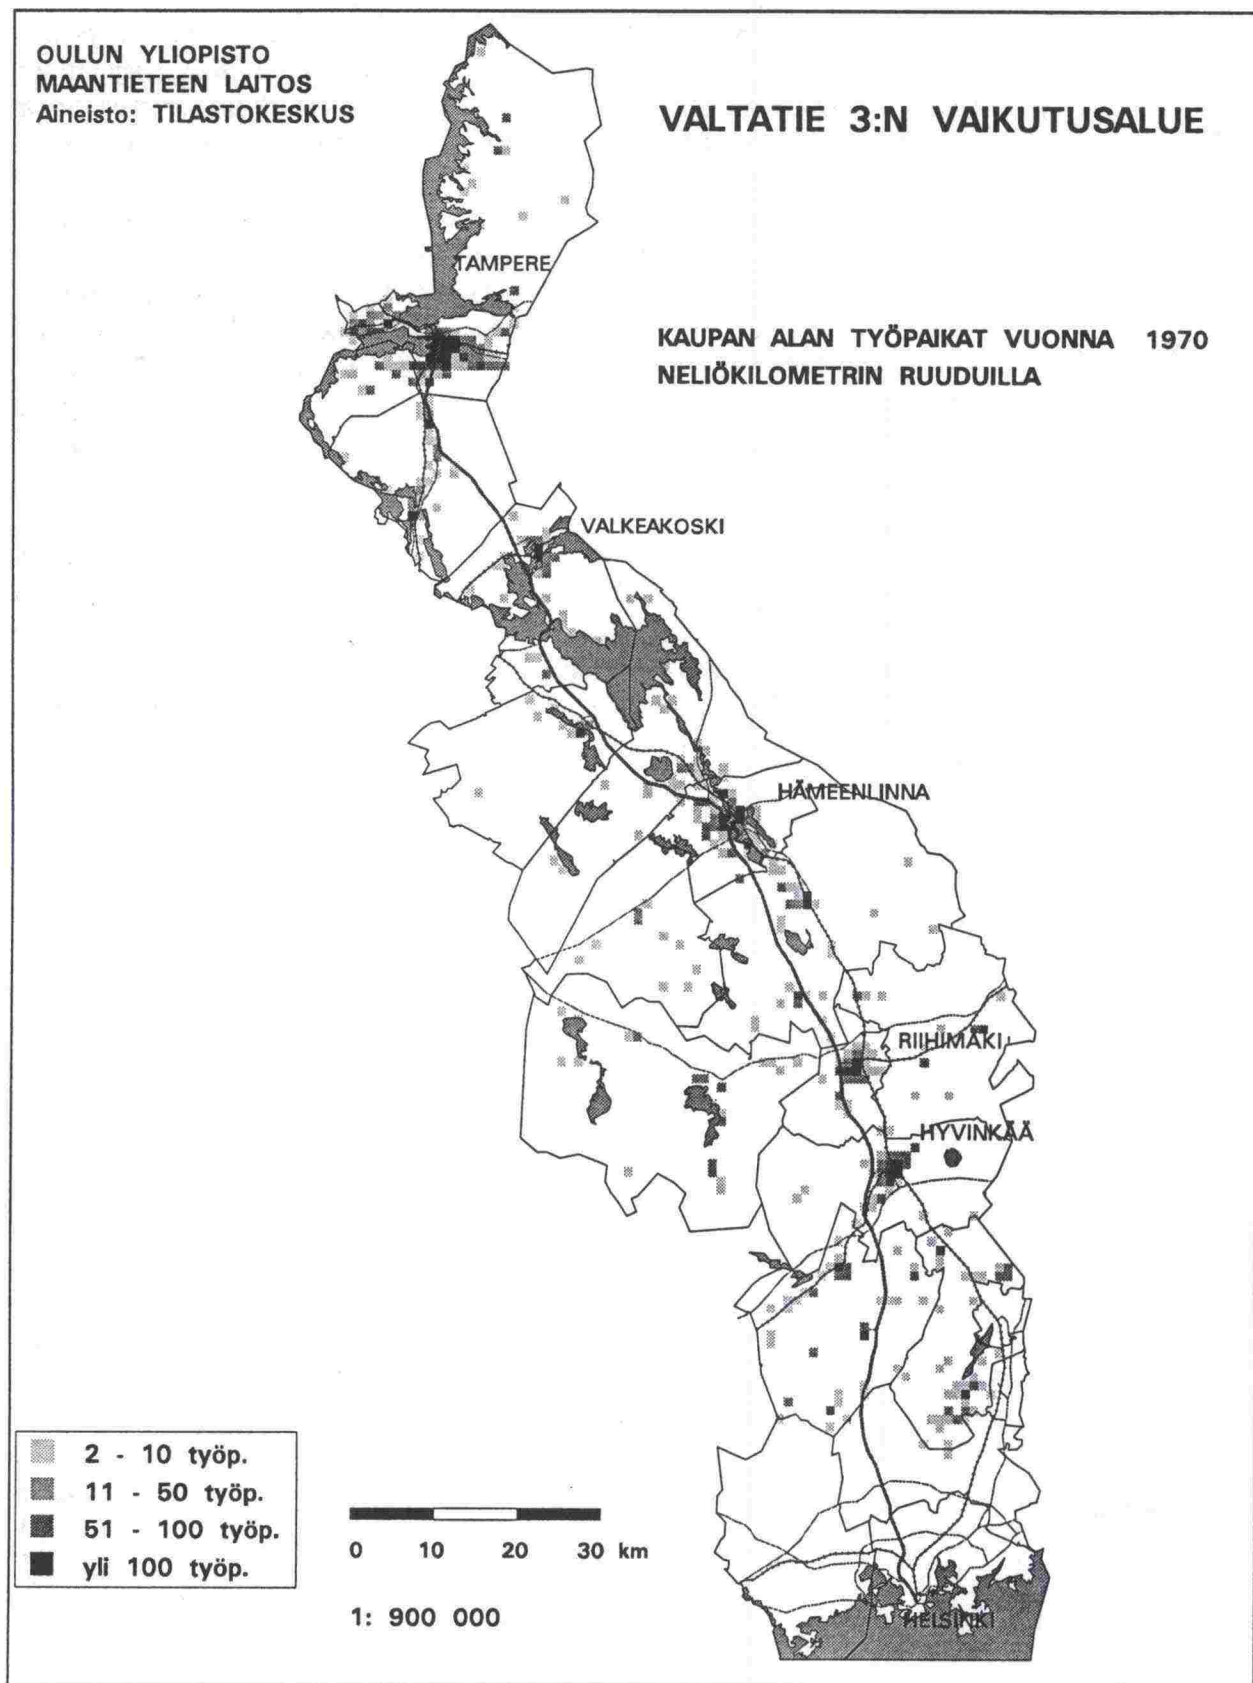 OULUN YLIOPISTO
MAANTIETEEN LAITOS
Aineisto: TILASTOKESKUS
VALTATIE 3:N VAIKUTUSALUE
TAMPERE
KAUPAN ALAN TYÖPAIKAT VUONNA 1970
NELIÖKILOMETRIN RUUDUILLA
VALKEAKOSKI
HÄMEENLINNA
RIIHIMÄKI
HYVINKÄÄ
2 - 10 työp.
11 - 50 työp.
51 - 100 työp.
yli 100 työp.
0 10 20 30 km
1: 900 000
HELSINKI